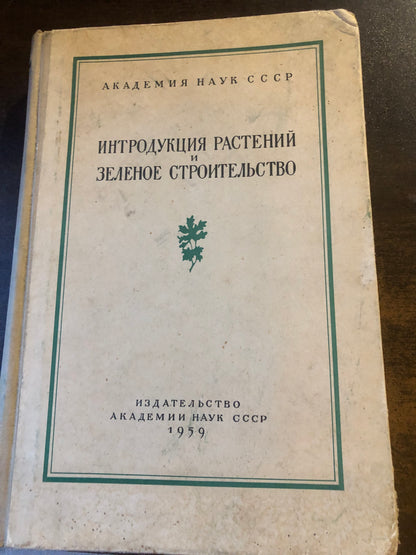 АКАДЕМИЯ НАУК СССР
ИНТРОДУКЦИЯ РАСТЕНИЙ
И
ЗЕЛЕНОЕ СТРОИТЕЛЬСТВО
ИЗДАТЕЛЬСТВО
АКАДЕМИИ НАУК СССР
1959